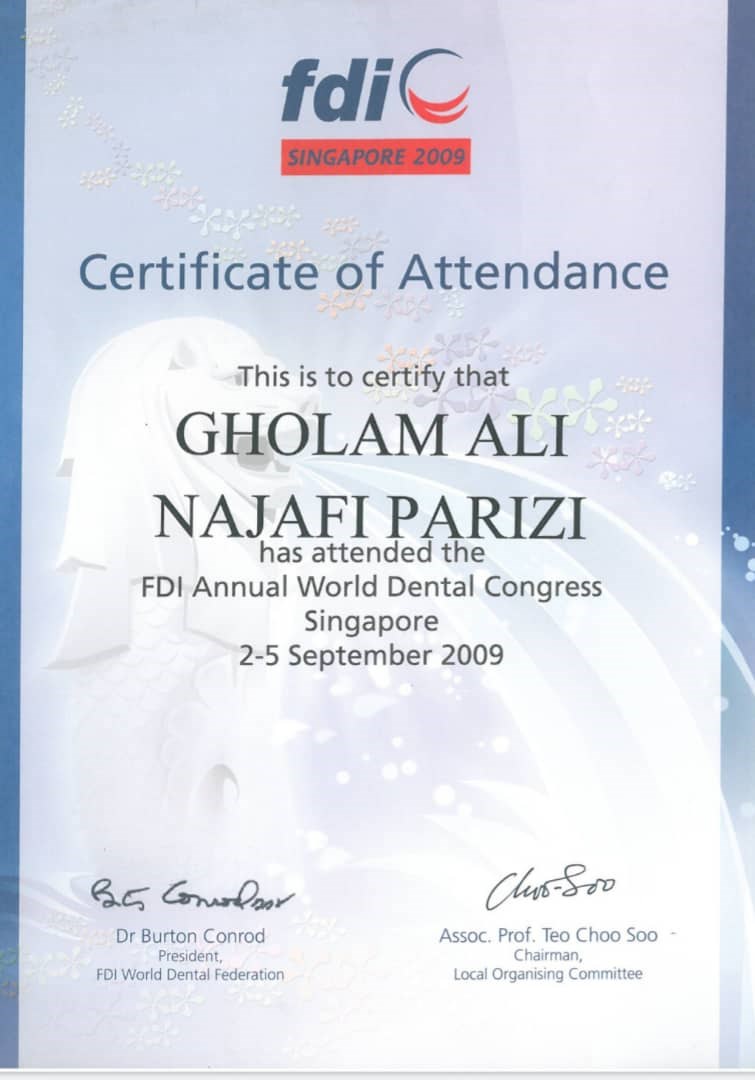 fdi
SINGAPORE 2009
Certificate of Attendance
This is to certify that
GHOLAM ALI
NAJAFI PARIZI
has attended the
FDI Annual World Dental Congress
Singapore
2-5 September 2009
Choo-Soo
Dr Burton Conrod
President,
FDI World Dental Federation
Assoc. Prof. Teo Choo Soo
Chairman,
Local Organising Committee